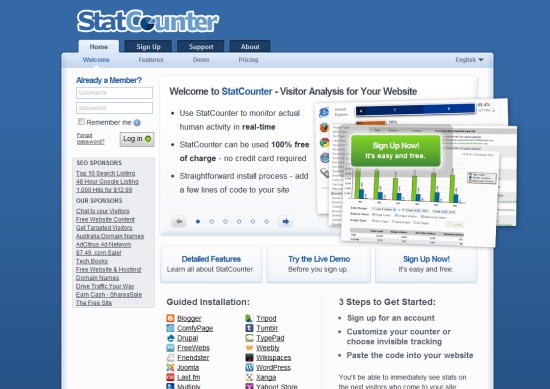 StatCounter
Home Sign Up Support About
Welcome Features Demo Pricing English
Already a Member?
username
password
Remember me
Forgot password?
Log in
SEO SPONSORS
Top 10 Search Listing
48 Hour Google Listing
1,000 Hits for $12.89
OUR SPONSORS
Chat to your Visitors
Free Website Content
Get Targeted Visitors
Australia Domain Names
AdCitrus Ad Network
$7.49 .com Sale!
Tech Books
Free Website & Hosting!
Domain Names
Drive Traffic Your Way
Earn Cash - ShareaSale
The Free Site
Welcome to StatCounter - Visitor Analysis for Your Website
Use StatCounter to monitor actual
human activity in real-time
StatCounter can be used 100% free
of charge - no credit card required
Straightforward install process - add
a few lines of code to your site
Internet
Explorer
Sign Up Now!
It's easy and free.
Detailed Features
Learn all about StatCounter.
Try the Live Demo
Before you sign up.
Sign Up Now!
It's easy and free.
Guided Installation:
Blogger
ComfyPage
Drupal
FreeWebs
Friendster
Joomla
Last.fm
Multiply
Tripod
Tumblr
TypePad
Weebly
Wikispaces
WordPress
Xanga
Yahoo! Store
3 Steps to Get Started:
Sign up for an account
Customize your counter or
choose invisible tracking
Paste the code into your website
You'll be able to immediately see stats on
the next visitors who come to your site